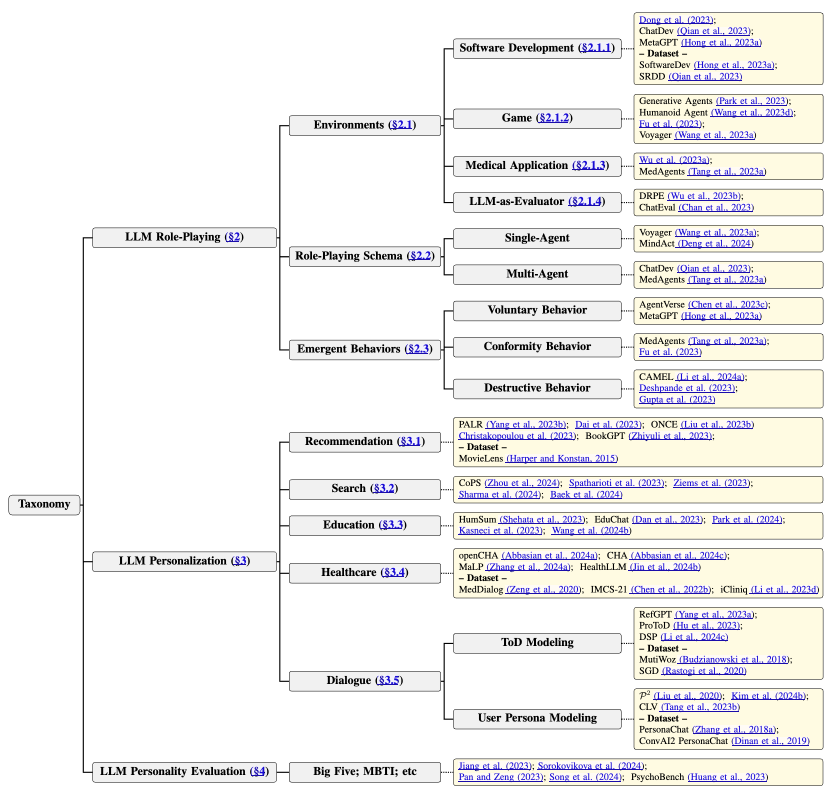 Taxonomy
LLM Role-Playing (§2)
Environments (§2.1)
Software Development (§2.1.1)
Dong et al. (2023);
ChatDev (Qian et al., 2023);
MetaGPT (Hong et al., 2023a)
– Dataset –
SoftwareDev (Hong et al., 2023a);
SRDD (Qian et al., 2023)
Game (§2.1.2)
Generative Agents (Park et al., 2023);
Humanoid Agent (Wang et al., 2023d);
Fu et al. (2023);
Voyager (Wang et al., 2023a)
Medical Application (§2.1.3)
Wu et al. (2023a);
MedAgents (Tang et al., 2023a)
LLM-as-Evaluator (§2.1.4)
DRPE (Wu et al., 2023b);
ChatEval (Chan et al., 2023)
Role-Playing Schema (§2.2)
Single-Agent
Voyager (Wang et al., 2023a);
MindAct (Deng et al., 2024)
Multi-Agent
ChatDev (Qian et al., 2023);
MedAgents (Tang et al., 2023a)
Emergent Behaviors (§2.3)
Voluntary Behavior
AgentVerse (Chen et al., 2023c);
MetaGPT (Hong et al., 2023a)
Conformity Behavior
MedAgents (Tang et al., 2023a);
Fu et al. (2023)
Destructive Behavior
CAMEL (Li et al., 2024a);
Deshpande et al. (2023);
Gupta et al. (2023)
LLM Personalization (§3)
Recommendation (§3.1)
PALR (Yang et al., 2023b); Dai et al. (2023); ONCE (Liu et al., 2023b)
Christakopoulou et al. (2023); BookGPT (Zhiyuli et al., 2023);
– Dataset –
MovieLens (Harper and Konstan, 2015)
Search (§3.2)
CoPS (Zhou et al., 2024); Spatharioti et al. (2023); Ziems et al. (2023);
Sharma et al. (2024); Baek et al. (2024)
Education (§3.3)
HumSum (Shehata et al., 2023); EduChat (Dan et al., 2023); Park et al. (2024);
Kasneci et al. (2023); Wang et al. (2024b)
Healthcare (§3.4)
openCHA (Abbasian et al., 2024a); CHA (Abbasian et al., 2024c);
MaLP (Zhang et al., 2024a); HealthLLM (Jin et al., 2024b)
– Dataset –
MedDialog (Zeng et al., 2020); IMCS-21 (Chen et al., 2022b); iCliniq (Li et al., 2023d)
Dialogue (§3.5)
ToD Modeling
RefGPT (Yang et al., 2023a);
ProToD (Hu et al., 2023);
DSP (Li et al., 2024c)
– Dataset –
MutiWoz (Budzianowski et al., 2018);
SGD (Rastogi et al., 2020)
User Persona Modeling
𝒫² (Liu et al., 2020); Kim et al. (2024b);
CLV (Tang et al., 2023b)
– Dataset –
PersonaChat (Zhang et al., 2018a);
ConvAI2 PersonaChat (Dinan et al., 2019)
LLM Personality Evaluation (§4)
Big Five; MBTI; etc
Jiang et al. (2023); Sorokovikova et al. (2024);
Pan and Zeng (2023); Song et al. (2024); PsychoBench (Huang et al., 2023)